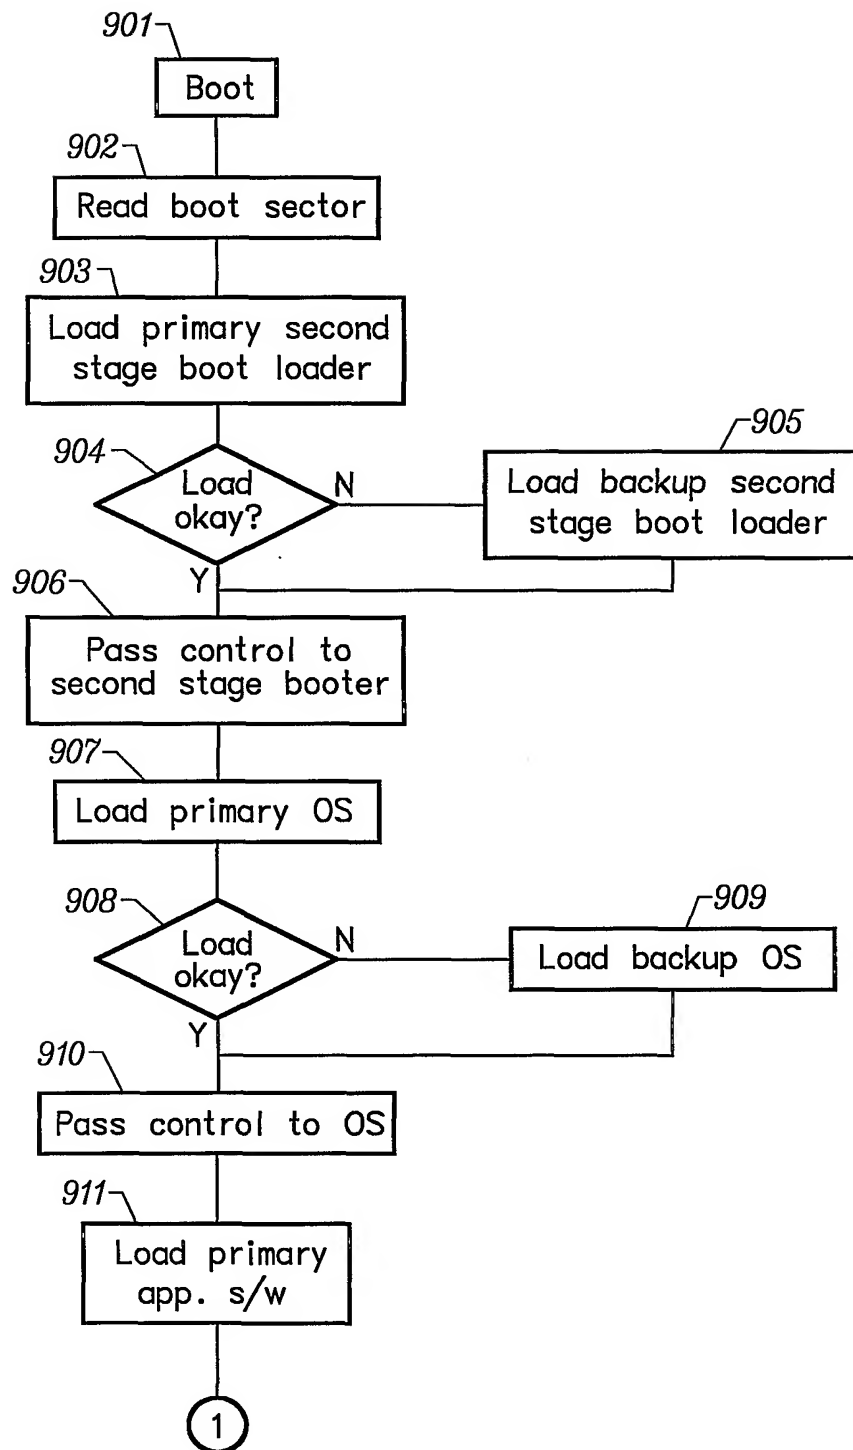 901
Boot
902
Read boot sector
903
Load primary second
stage boot loader
904
Load
okay?
N
Y
905
Load backup second
stage boot loader
906
Pass control to
second stage booter
907
Load primary OS
908
Load
okay?
N
Y
909
Load backup OS
910
Pass control to OS
911
Load primary
app. s/w
1